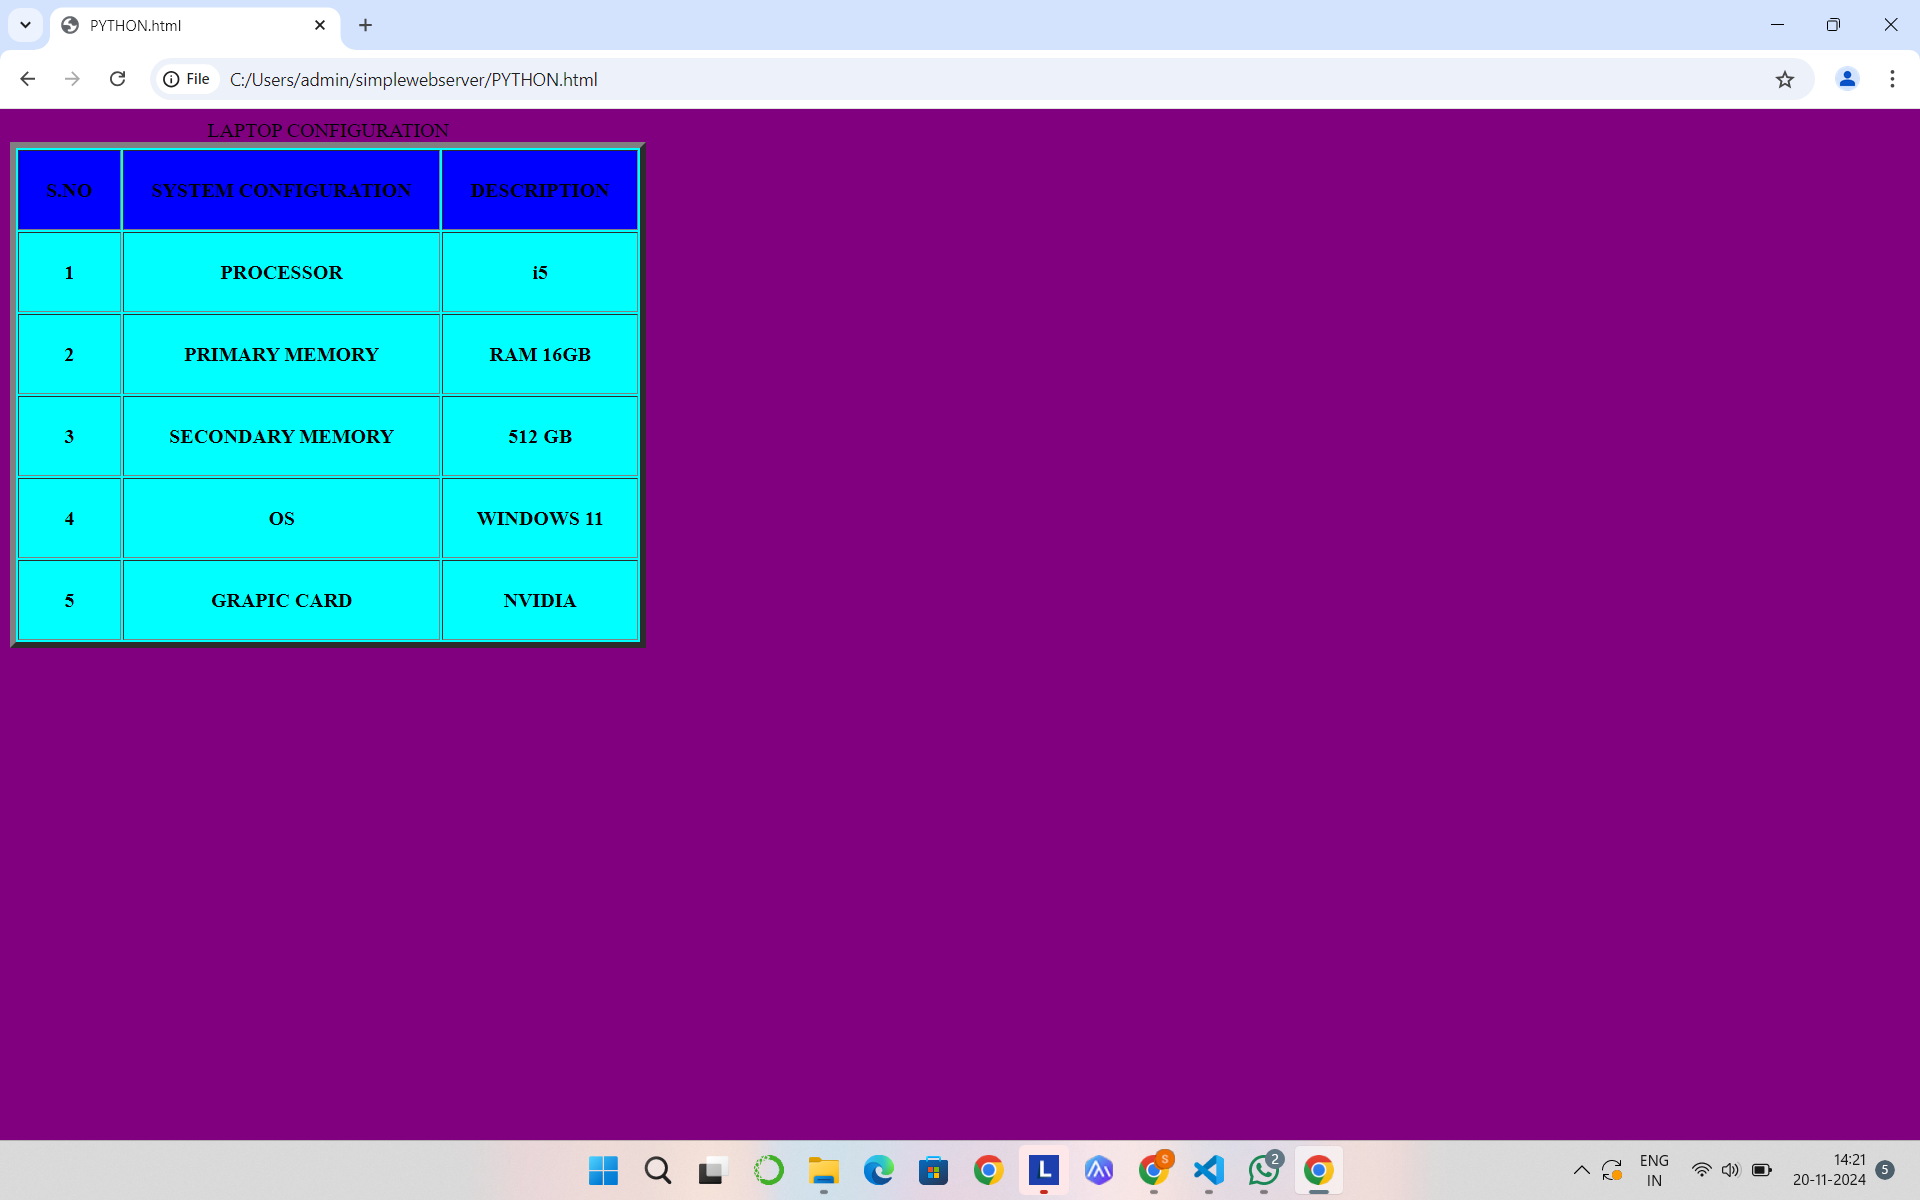 PYTHON.html
File C:/Users/admin/simplewebserver/PYTHON.html
LAPTOP CONFIGURATION
S.NO SYSTEM CONFIGURATION DESCRIPTION
1 PROCESSOR i5
2 PRIMARY MEMORY RAM 16GB
3 SECONDARY MEMORY 512 GB
4 OS WINDOWS 11
5 GRAPIC CARD NVIDIA
L S 2
ENG 14:21
IN 20-11-2024 5